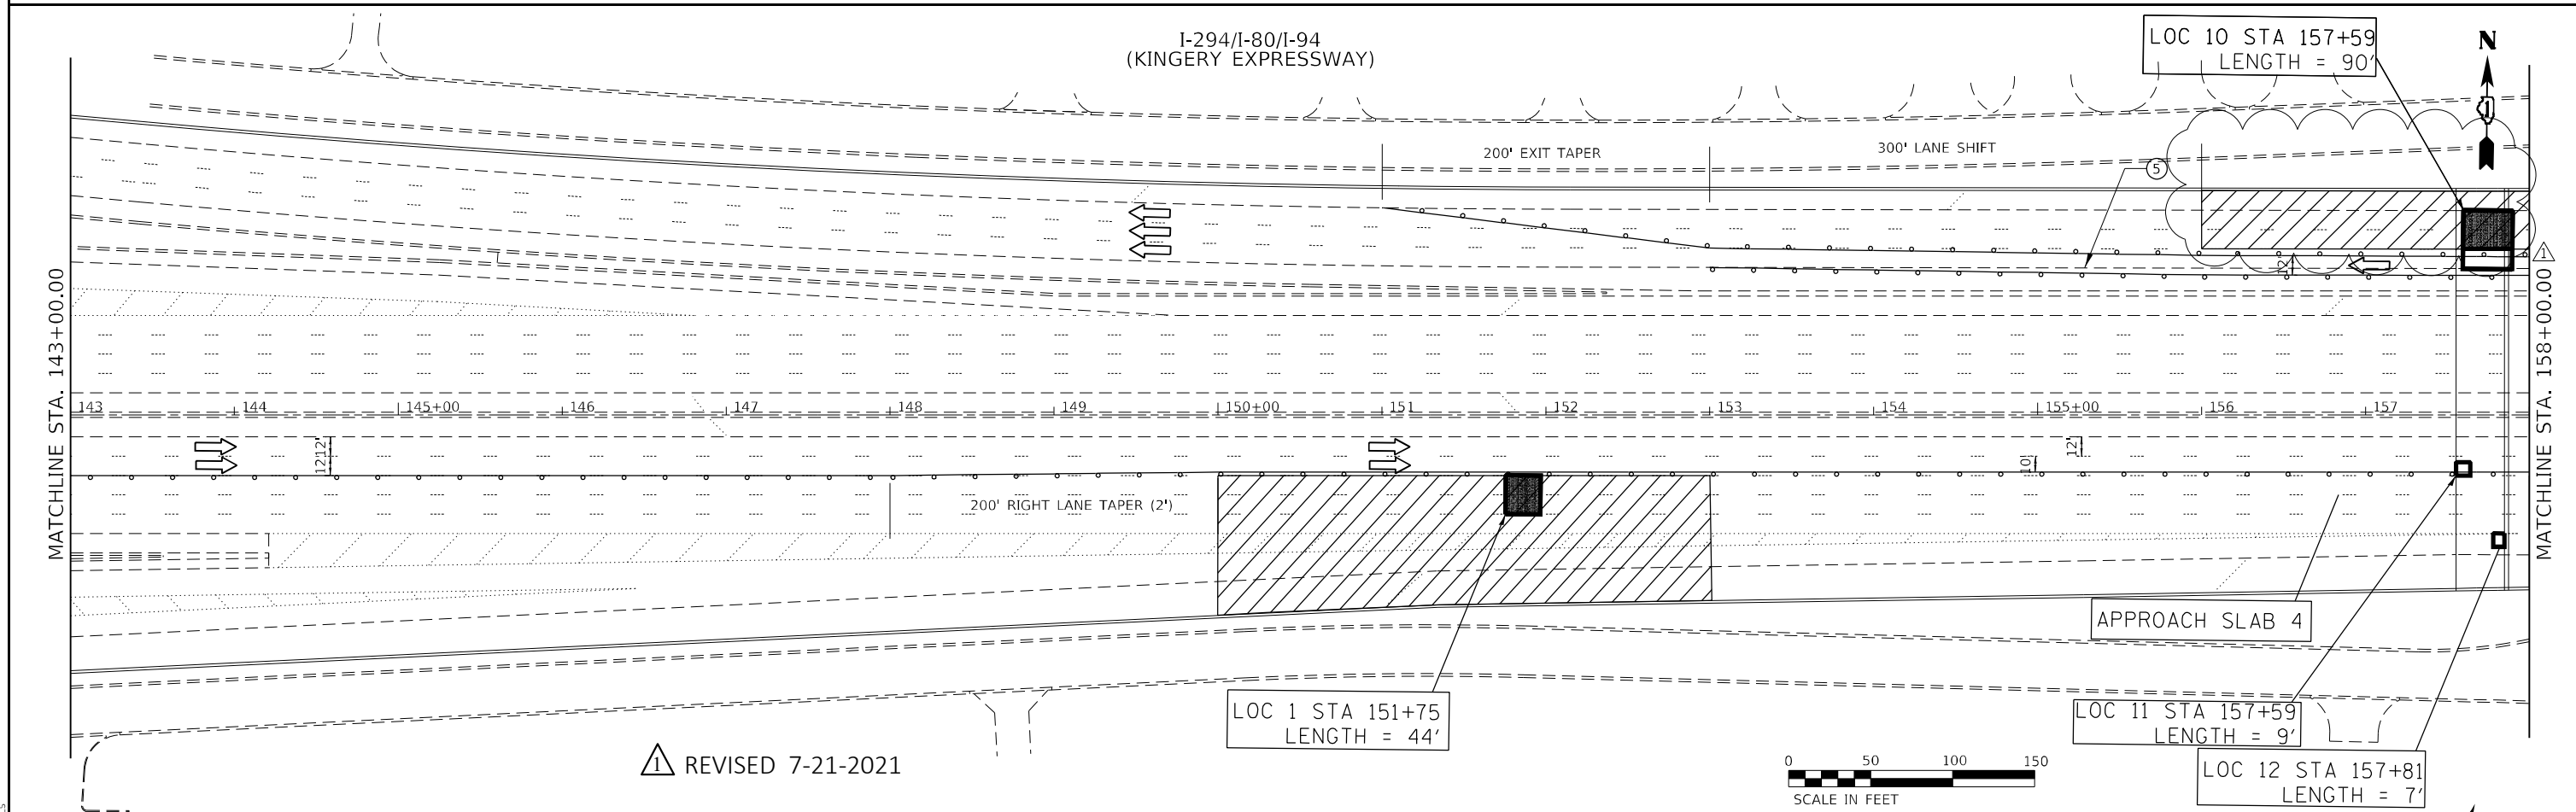 I-294/I-80/I-94
(KINGERY EXPRESSWAY)
LOC 10 STA 157+59
LENGTH = 90'
N
1
200' EXIT TAPER
300' LANE SHIFT
5
1
12'
MATCHLINE STA. 143+00.00
MATCHLINE STA. 158+00.00
143
144
145+00
146
147
148
149
150+00
151
152
153
154
155+00
156
157
12'
12'
10'
12'
200' RIGHT LANE TAPER (2')
APPROACH SLAB 4
LOC 1 STA 151+75
LENGTH = 44'
LOC 11 STA 157+59
LENGTH = 9'
LOC 12 STA 157+81
LENGTH = 7'
1 REVISED 7-21-2021
0 50 100 150
SCALE IN FEET